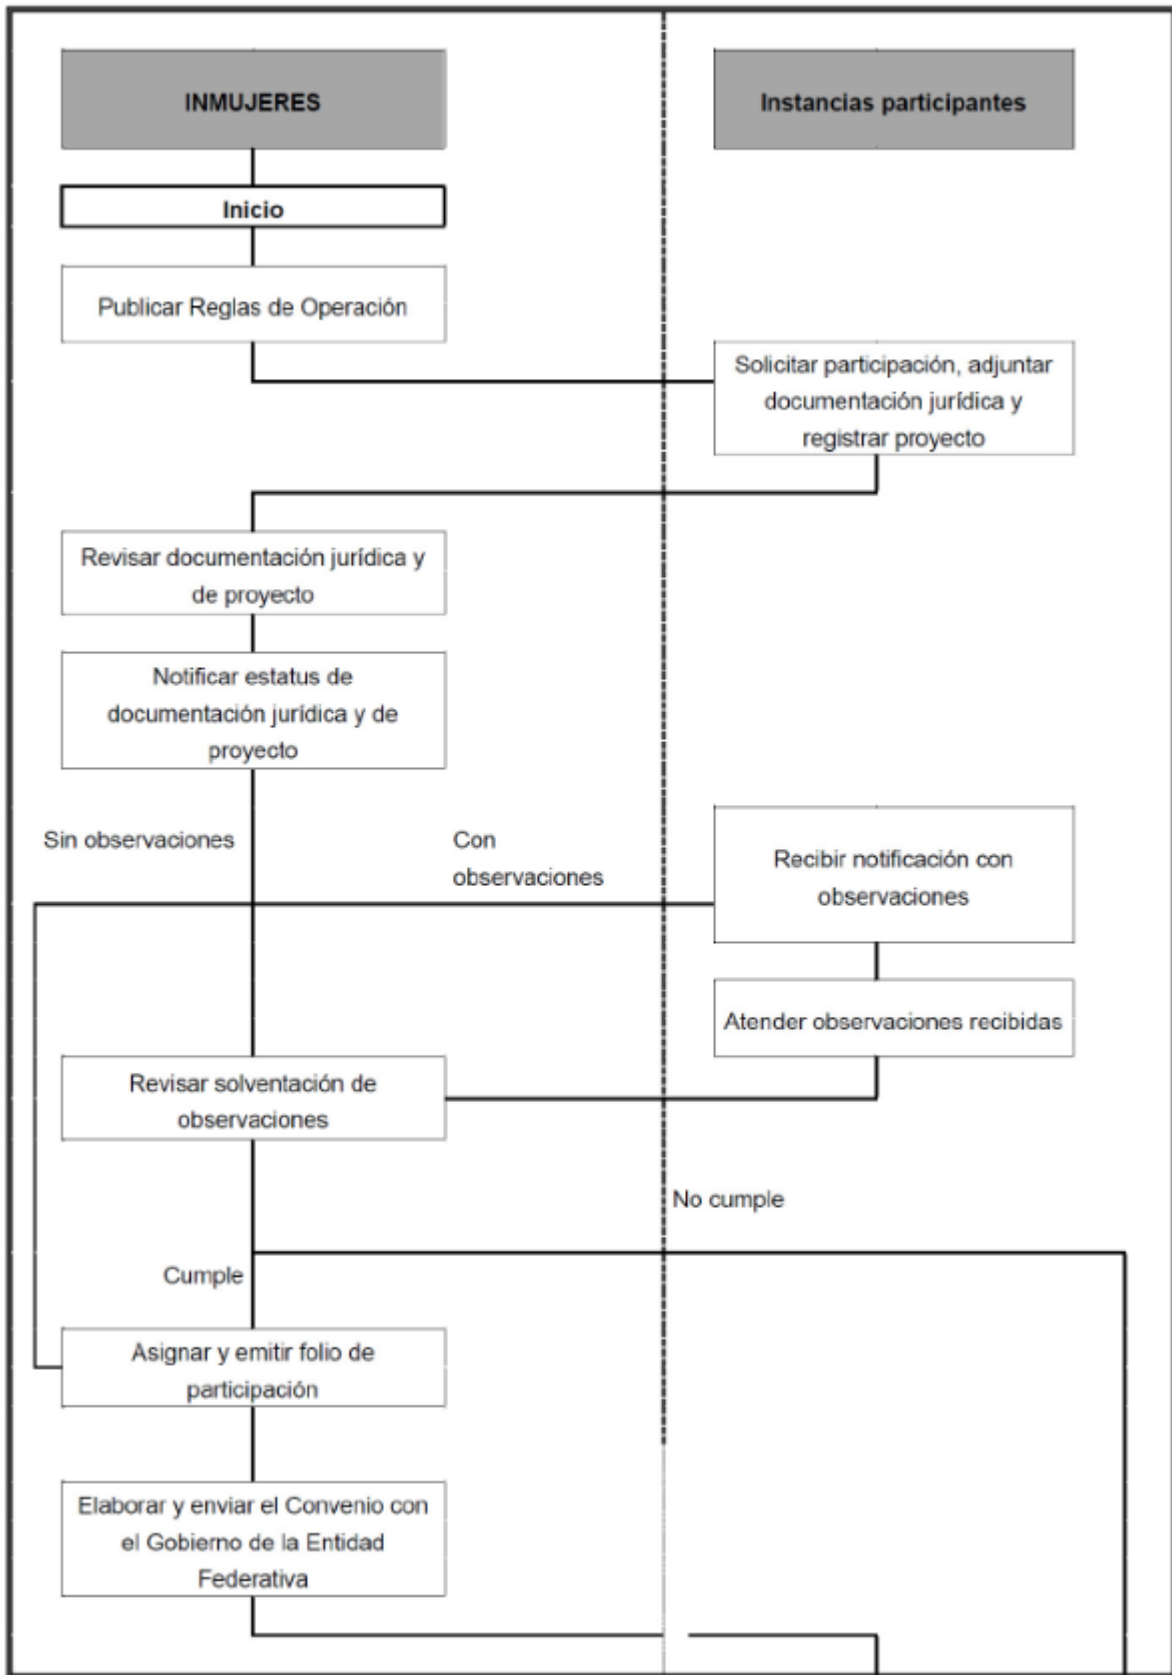 INMUJERES
Instancias participantes
Inicio
Publicar Reglas de Operación
Solicitar participación, adjuntar
documentación jurídica y
registrar proyecto
Revisar documentación jurídica y
de proyecto
Notificar estatus de
documentación jurídica y de
proyecto
Sin observaciones
Con
observaciones
Recibir notificación con
observaciones
Atender observaciones recibidas
Revisar solventación de
observaciones
No cumple
Cumple
Asignar y emitir folio de
participación
Elaborar y enviar el Convenio con
el Gobierno de la Entidad
Federativa